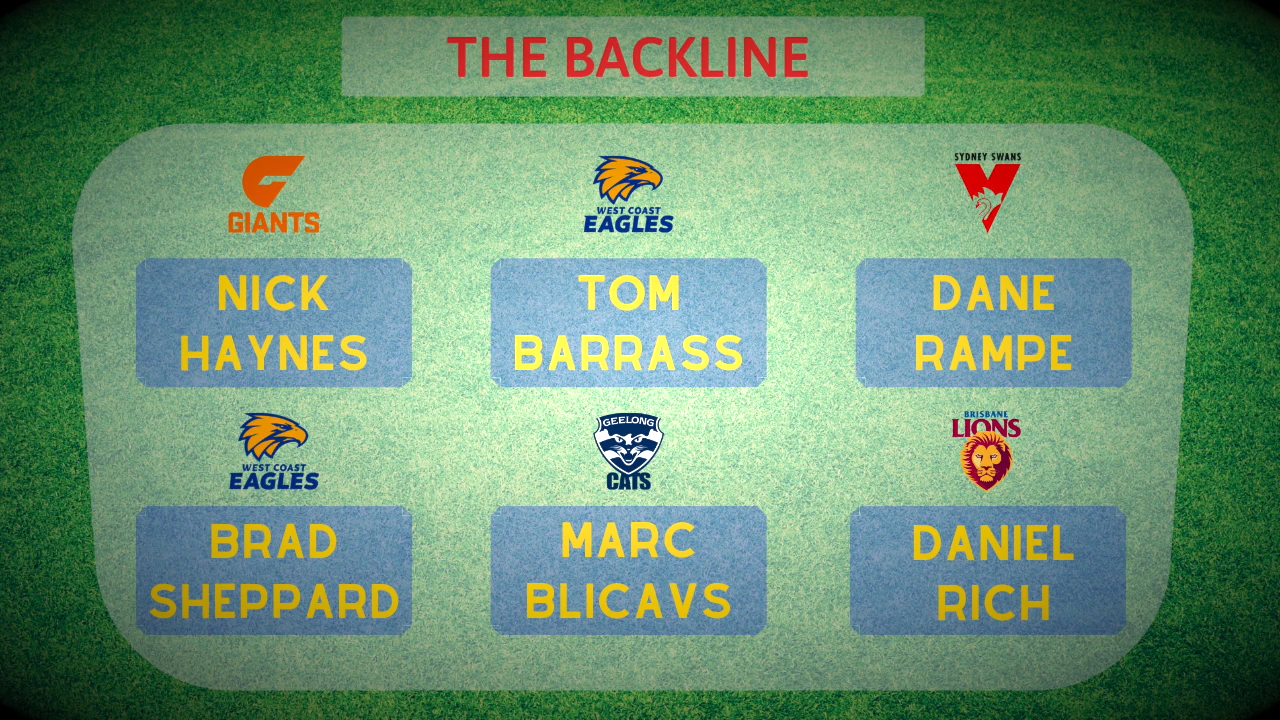 THE BACKLINE
GIANTS
WEST COAST
EAGLES
SYDNEY SWANS
NICK
HAYNES
TOM
BARRASS
DANE
RAMPE
WEST COAST
EAGLES
GEELONG
CATS
BRISBANE
LIONS
BRAD
SHEPPARD
MARC
BLICAVS
DANIEL
RICH